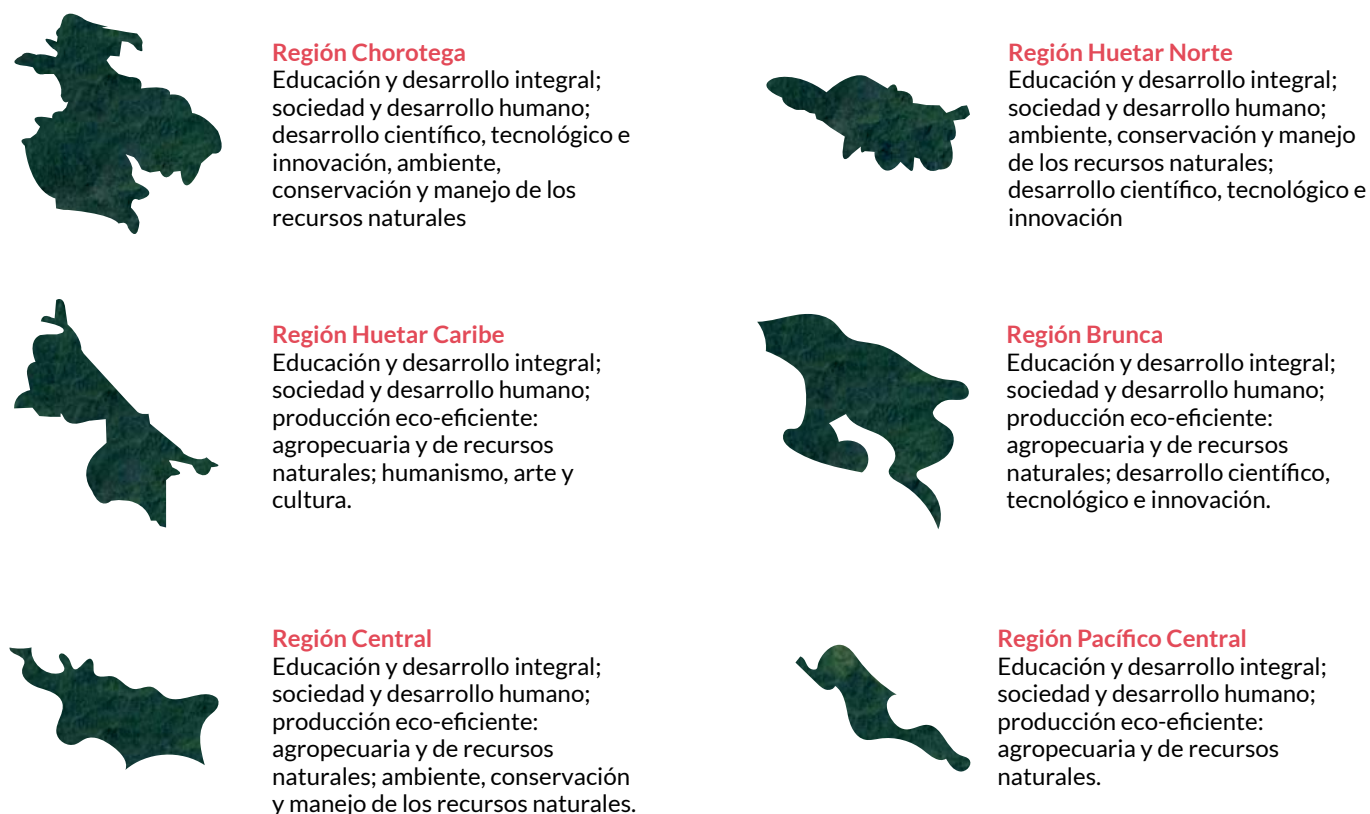 Región Chorotega
Educación y desarrollo integral;
sociedad y desarrollo humano;
desarrollo científico, tecnológico e
innovación, ambiente,
conservación y manejo de los
recursos naturales
Región Huetar Norte
Educación y desarrollo integral;
sociedad y desarrollo humano;
ambiente, conservación y manejo
de los recursos naturales;
desarrollo científico, tecnológico e
innovación
Región Huetar Caribe
Educación y desarrollo integral;
sociedad y desarrollo humano;
producción eco-eficiente:
agropecuaria y de recursos
naturales; humanismo, arte y
cultura.
Región Brunca
Educación y desarrollo integral;
sociedad y desarrollo humano;
producción eco-eficiente:
agropecuaria y de recursos
naturales; desarrollo científico,
tecnológico e innovación.
Región Central
Educación y desarrollo integral;
sociedad y desarrollo humano;
producción eco-eficiente:
agropecuaria y de recursos
naturales; ambiente, conservación
y manejo de los recursos naturales.
Región Pacífico Central
Educación y desarrollo integral;
sociedad y desarrollo humano;
producción eco-eficiente:
agropecuaria y de recursos
naturales.